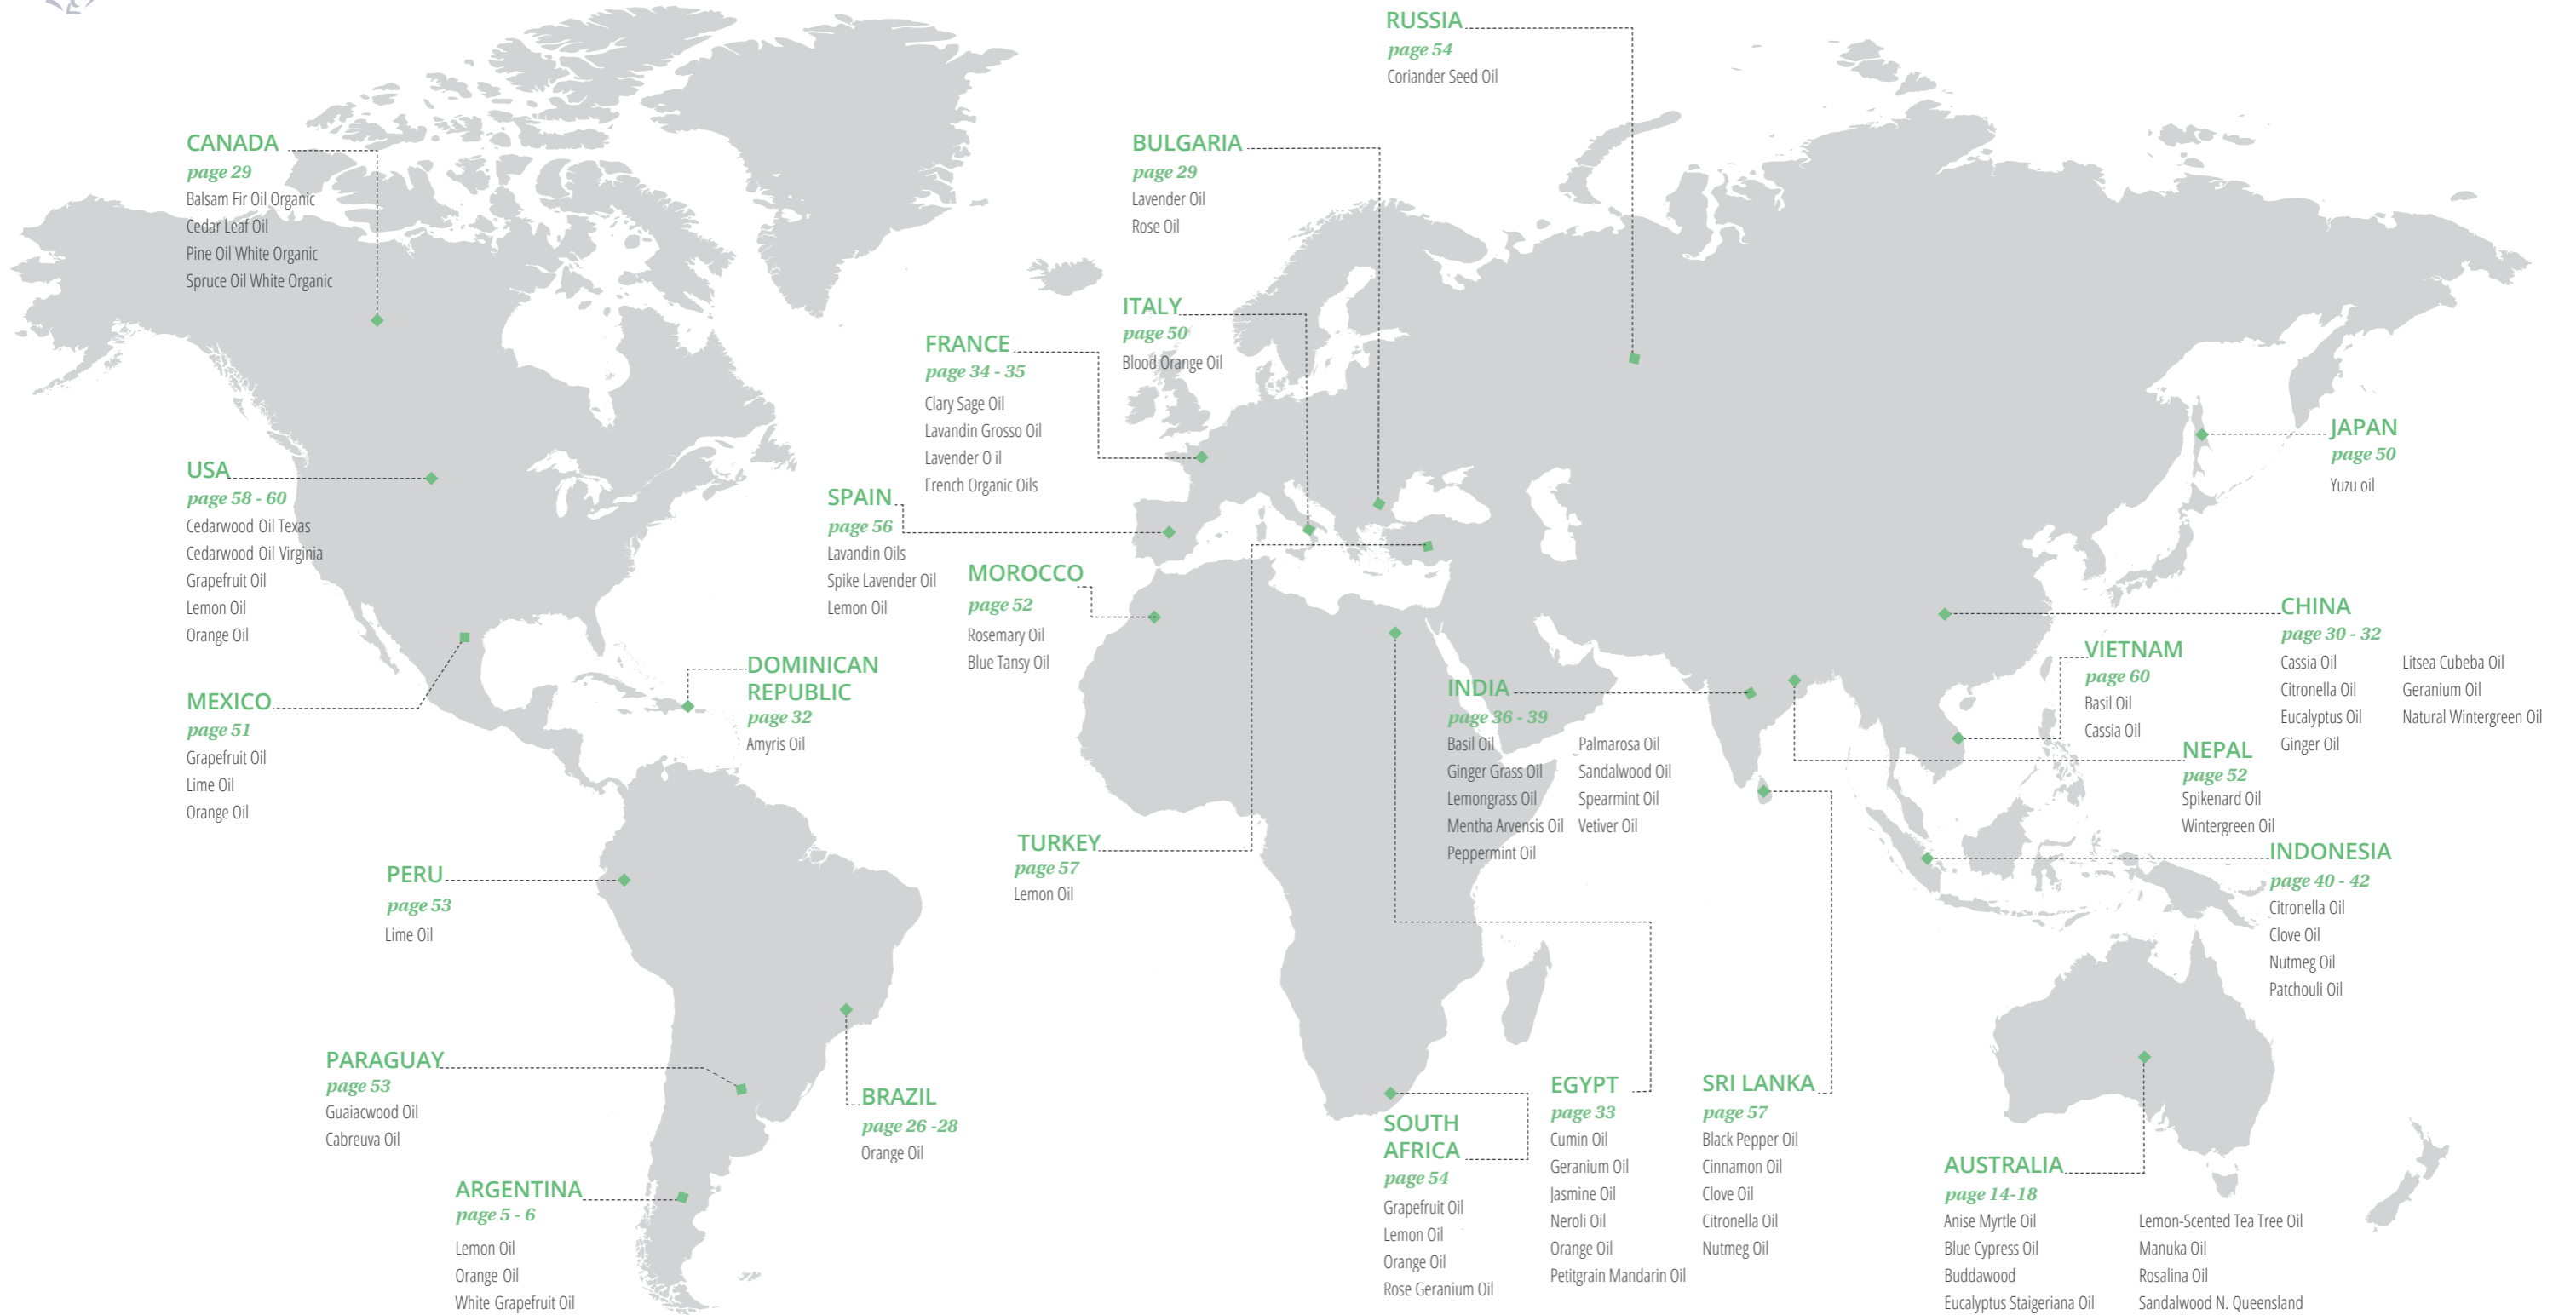 RUSSIA
page 54
Coriander Seed Oil
CANADA
page 29
Balsam Fir Oil Organic
Cedar Leaf Oil
Pine Oil White Organic
Spruce Oil White Organic
BULGARIA
page 29
Lavender Oil
Rose Oil
ITALY
page 50
Blood Orange Oil
FRANCE
page 34 - 35
Clary Sage Oil
Lavandin Grosso Oil
Lavender O il
French Organic Oils
JAPAN
page 50
Yuzu oil
USA
page 58 - 60
Cedarwood Oil Texas
Cedarwood Oil Virginia
Grapefruit Oil
Lemon Oil
Orange Oil
SPAIN
page 56
Lavandin Oils
Spike Lavender Oil
Lemon Oil
MOROCCO
page 52
Rosemary Oil
Blue Tansy Oil
CHINA
page 30 - 32
Cassia Oil
Citronella Oil
Eucalyptus Oil
Ginger Oil
Litsea Cubeba Oil
Geranium Oil
Natural Wintergreen Oil
VIETNAM
page 60
Basil Oil
Cassia Oil
DOMINICAN
REPUBLIC
page 32
Amyris Oil
MEXICO
page 51
Grapefruit Oil
Lime Oil
Orange Oil
INDIA
page 36 - 39
Basil Oil
Ginger Grass Oil
Lemongrass Oil
Mentha Arvensis Oil
Peppermint Oil
Palmarosa Oil
Sandalwood Oil
Spearmint Oil
Vetiver Oil
NEPAL
page 52
Spikenard Oil
Wintergreen Oil
TURKEY
page 57
Lemon Oil
INDONESIA
page 40 - 42
Citronella Oil
Clove Oil
Nutmeg Oil
Patchouli Oil
PERU
page 53
Lime Oil
PARAGUAY
page 53
Guaiacwood Oil
Cabreuva Oil
BRAZIL
page 26 -28
Orange Oil
ARGENTINA
page 5 - 6
Lemon Oil
Orange Oil
White Grapefruit Oil
SOUTH
AFRICA
page 54
Grapefruit Oil
Lemon Oil
Orange Oil
Rose Geranium Oil
EGYPT
page 33
Cumin Oil
Geranium Oil
Jasmine Oil
Neroli Oil
Orange Oil
Petitgrain Mandarin Oil
SRI LANKA
page 57
Black Pepper Oil
Cinnamon Oil
Clove Oil
Citronella Oil
Nutmeg Oil
AUSTRALIA
page 14-18
Anise Myrtle Oil
Blue Cypress Oil
Buddawood
Eucalyptus Staigeriana Oil
Lemon-Scented Tea Tree Oil
Manuka Oil
Rosalina Oil
Sandalwood N. Queensland